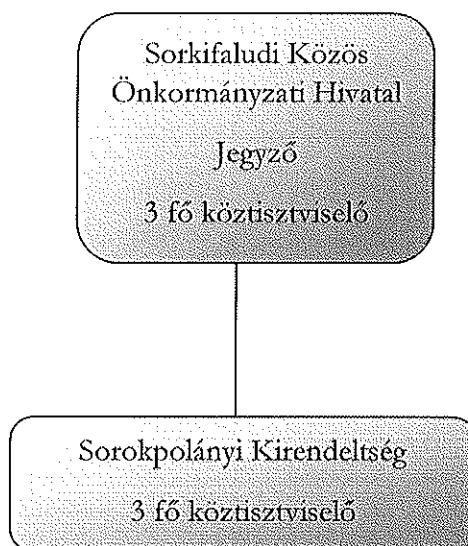 Sorkifaludi Közös
Önkormányzati Hivatal
Jegyző
3 fő köztisztviselő
Sorokpolányi Kirendeltség
3 fő köztisztviselő